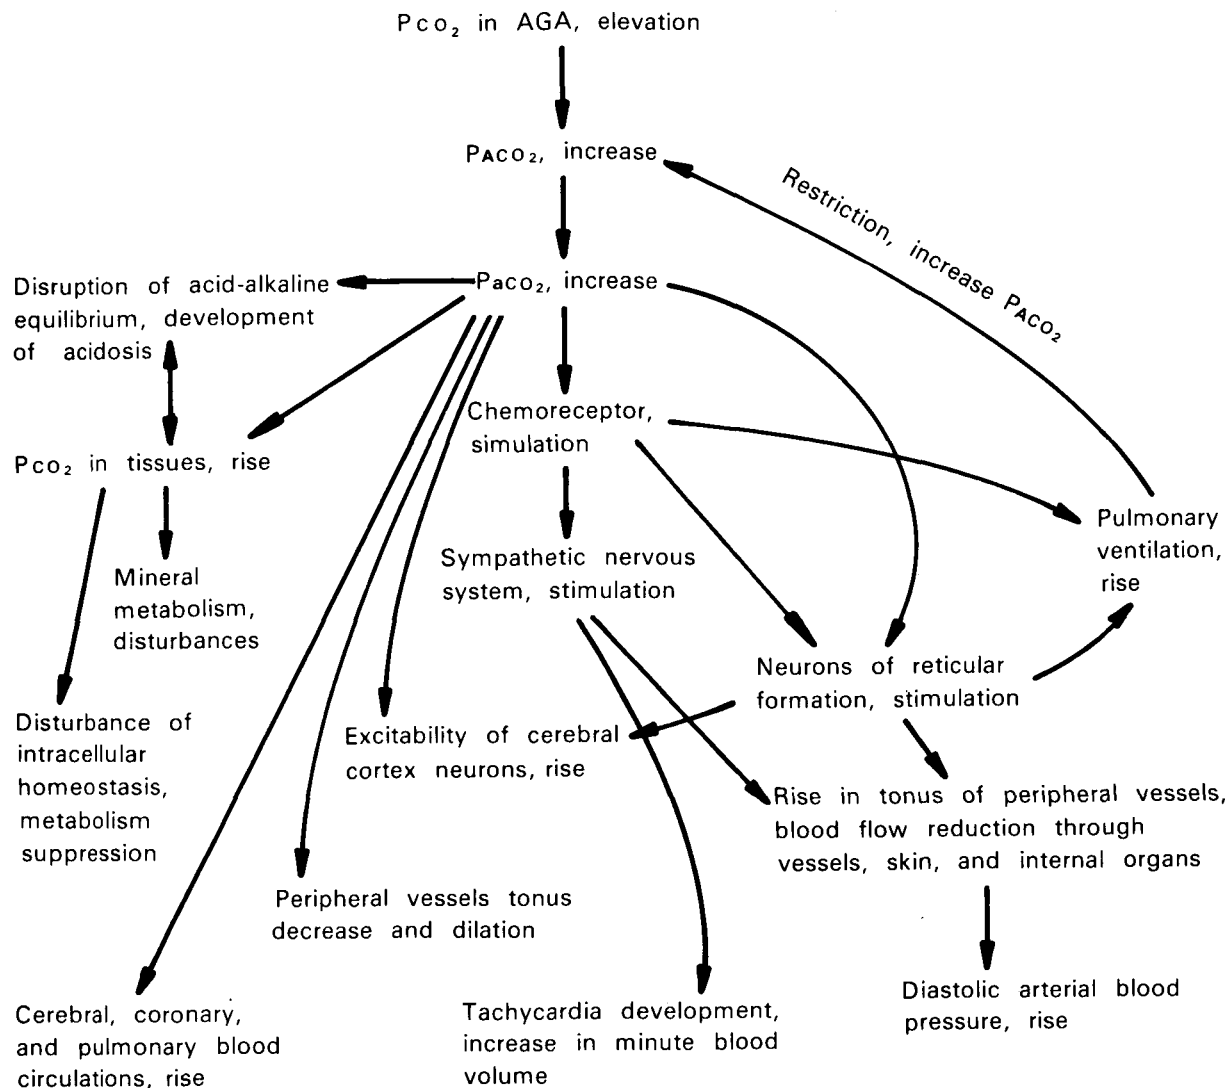 Pco₂ in AGA, elevation
PAco₂, increase
Restriction, increase PAco₂
Paco₂, increase
Disruption of acid-alkaline
equilibrium, development
of acidosis
Chemoreceptor,
simulation
Pco₂ in tissues, rise
Pulmonary
ventilation,
rise
Sympathetic nervous
system, stimulation
Mineral
metabolism,
disturbances
Neurons of reticular
formation, stimulation
Disturbance of
intracellular
homeostasis,
metabolism
suppression
Excitability of cerebral
cortex neurons, rise
Rise in tonus of peripheral vessels,
blood flow reduction through
vessels, skin, and internal organs
Peripheral vessels tonus
decrease and dilation
Diastolic arterial blood
pressure, rise
Cerebral, coronary,
and pulmonary blood
circulations, rise
Tachycardia development,
increase in minute blood
volume